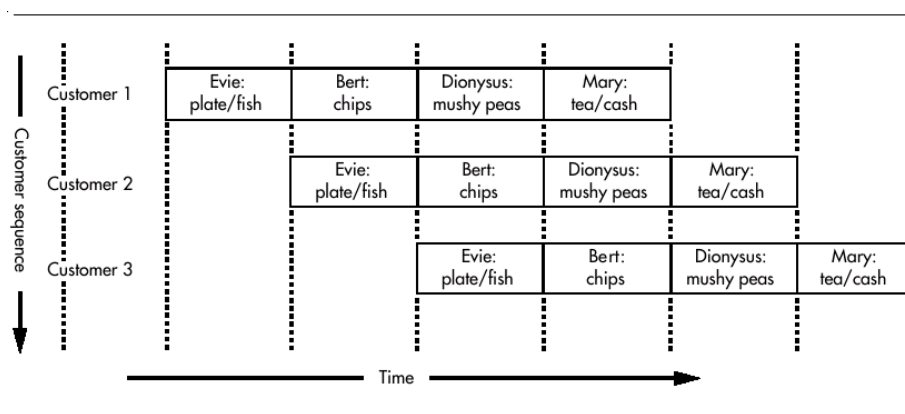 Customer 1
Evie:
plate/fish
Bert:
chips
Dionysus:
mushy peas
Mary:
tea/cash
Customer sequence
Customer 2
Evie:
plate/fish
Bert:
chips
Dionysus:
mushy peas
Mary:
tea/cash
Customer 3
Evie:
plate/fish
Bert:
chips
Dionysus:
mushy peas
Mary:
tea/cash
Time